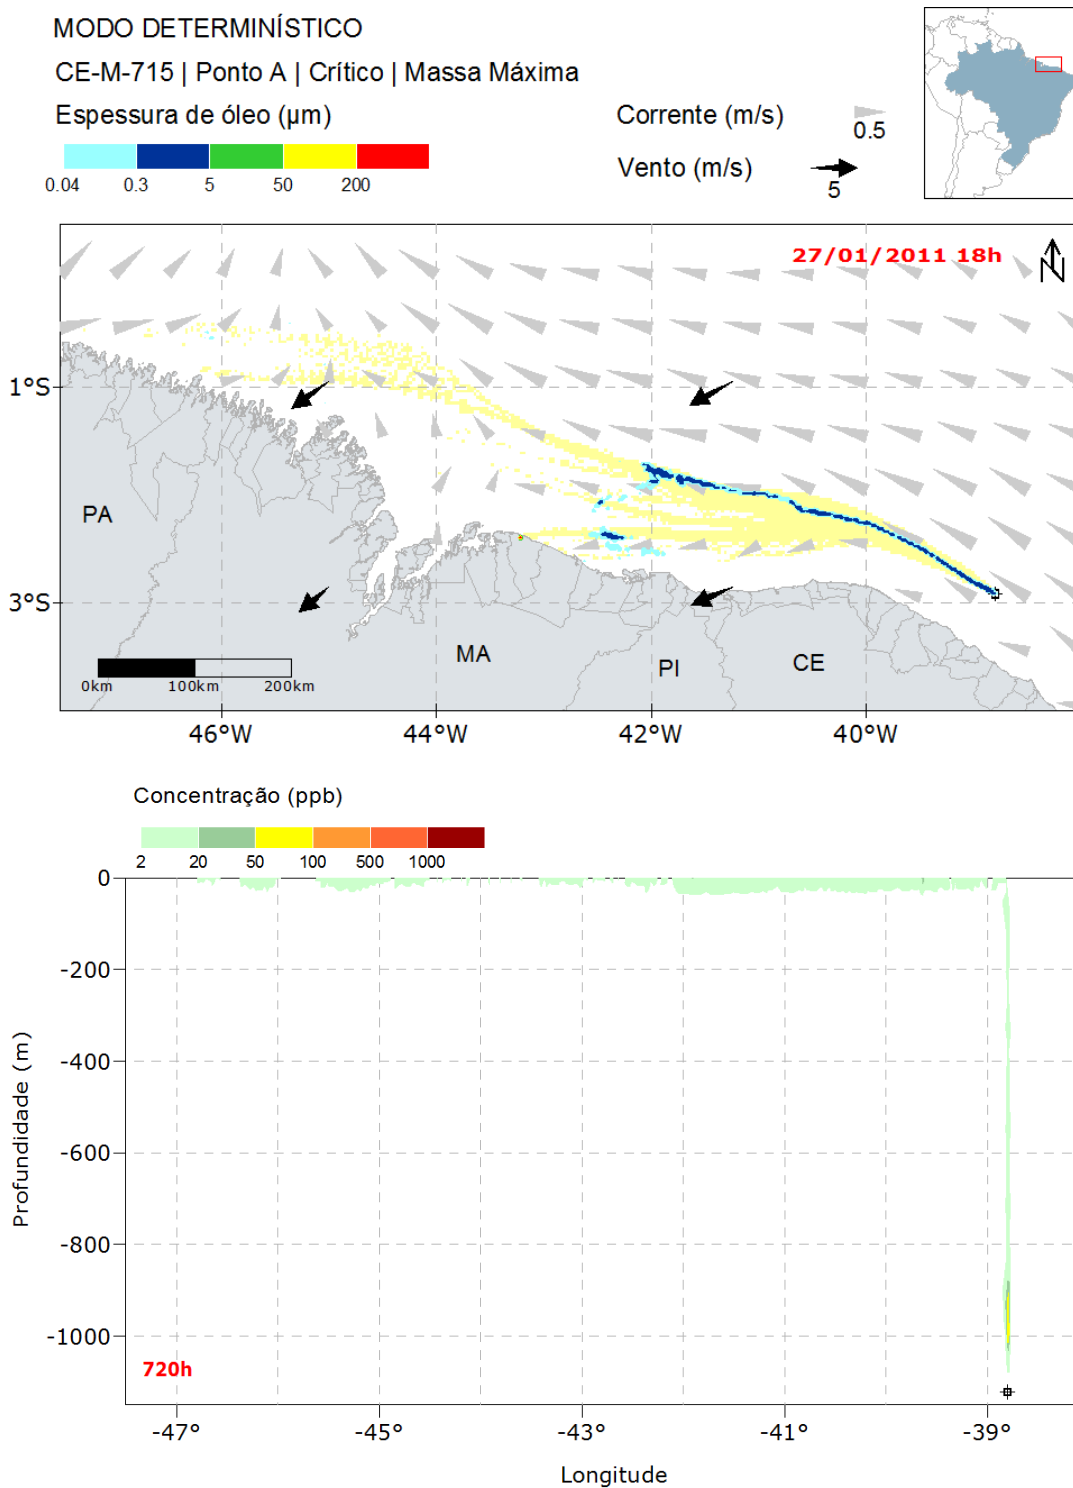 MODO DETERMINÍSTICO
CE-M-715 | Ponto A | Crítico | Massa Máxima
Espessura de óleo (µm)
0.04 0.3 5 50 200
Corrente (m/s)
0.5
Vento (m/s)
5
27/01/2011 18h
N
1°S
3°S
PA
MA
PI
CE
0km 100km 200km
46°W 44°W 42°W 40°W
Concentração (ppb)
2 20 50 100 500 1000
0
-200
-400
-600
-800
-1000
Profundidade (m)
720h
-47° -45° -43° -41° -39°
Longitude